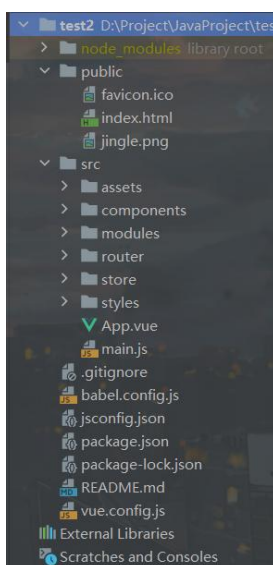 test2 D:\Project\JavaProject\tes
node_modules library root
public
favicon.ico
index.html
jingle.png
src
assets
components
modules
router
store
styles
App.vue
main.js
.gitignore
babel.config.js
jsconfig.json
package.json
package-lock.json
README.md
vue.config.js
External Libraries
Scratches and Consoles